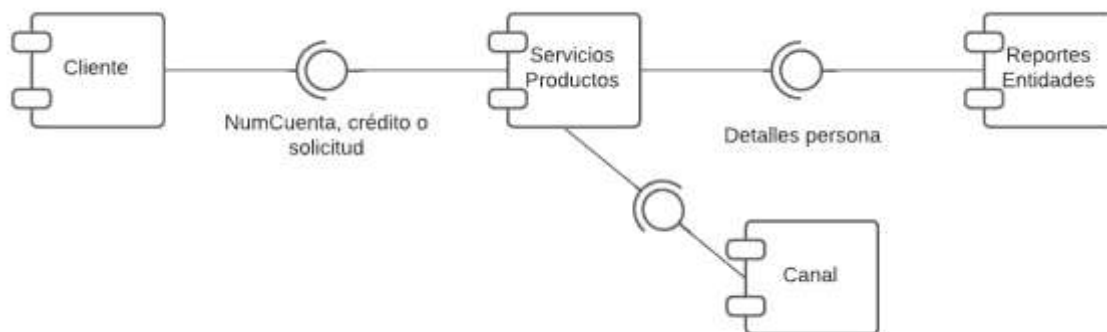 Cliente
NumCuenta, crédito o
solicitud
Servicios
Productos
Detalles persona
Reportes
Entidades
Canal